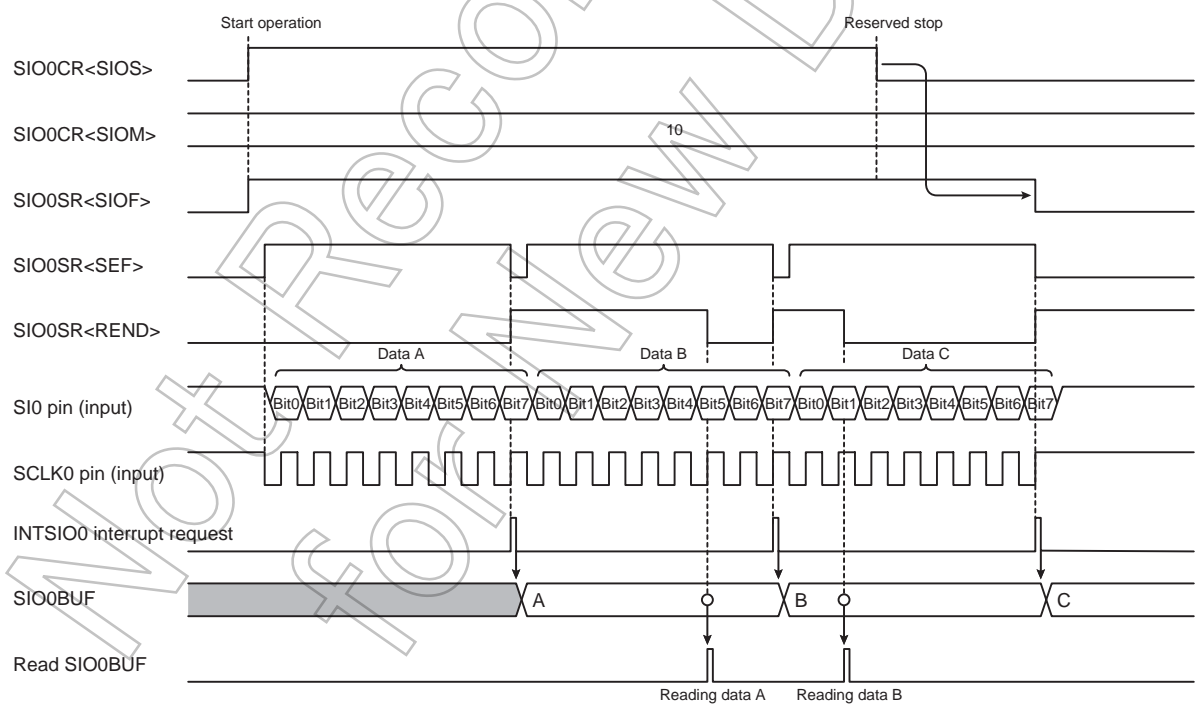 Start operation
Reserved stop
SIO0CR<SIOS>
SIO0CR<SIOM>
10
SIO0SR<SIOF>
SIO0SR<SEF>
SIO0SR<REND>
Data A
Data B
Data C
SI0 pin (input)
Bit0 Bit1 Bit2 Bit3 Bit4 Bit5 Bit6 Bit7 Bit0 Bit1 Bit2 Bit3 Bit4 Bit5 Bit6 Bit7 Bit0 Bit1 Bit2 Bit3 Bit4 Bit5 Bit6 Bit7
SCLK0 pin (input)
INTSIO0 interrupt request
SIO0BUF
A
B
C
Read SIO0BUF
Reading data A
Reading data B
Not
for New